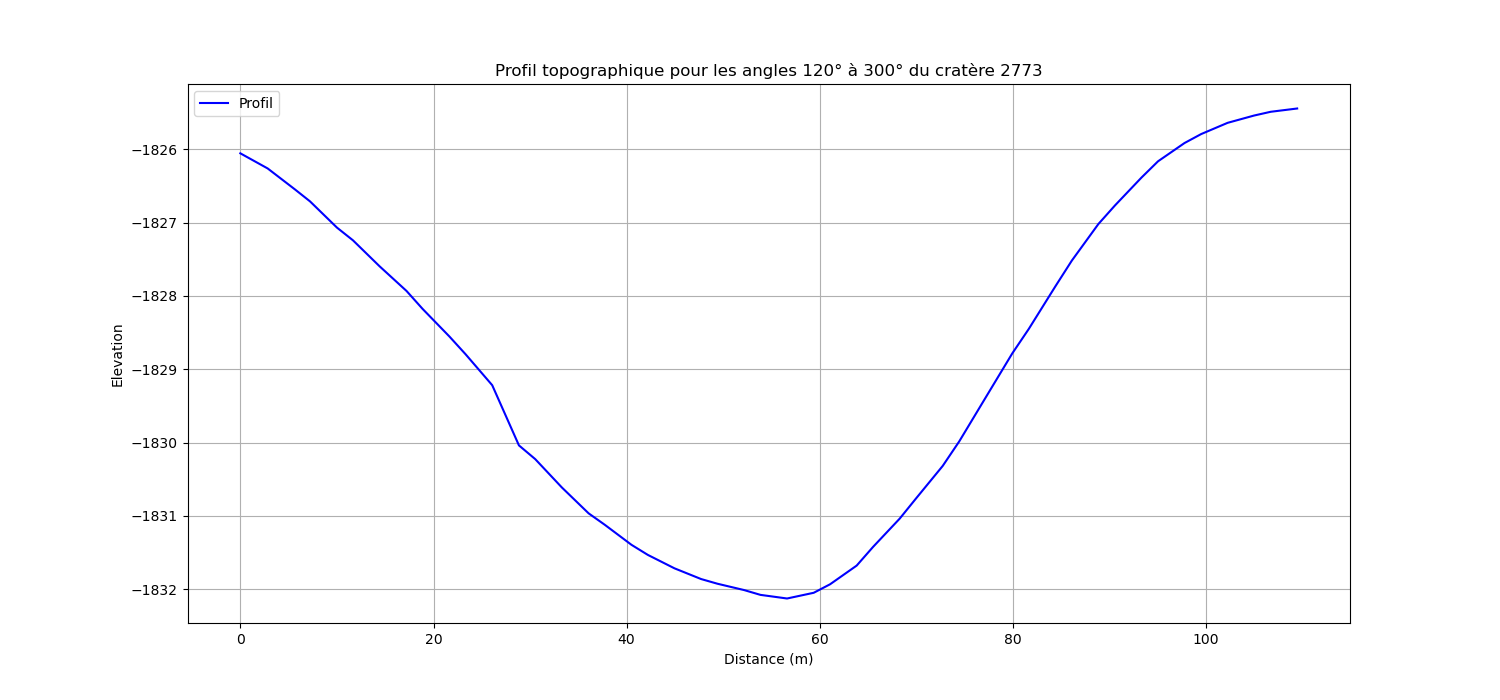 Profil topographique pour les angles 120° à 300° du cratère 2773
Profil
−1826
−1827
−1828
−1829
−1830
−1831
−1832
Elevation
0 20 40 60 80 100
Distance (m)